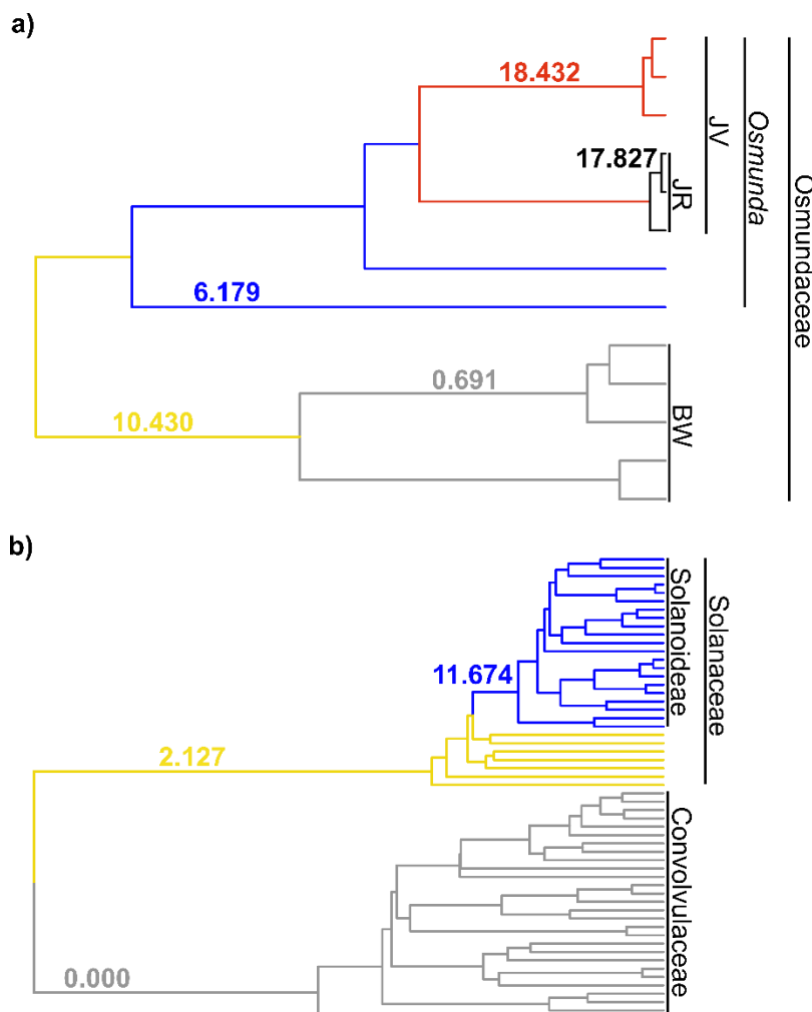 a)
18.432
17.827
JR
JV
Osmunda
Osmundaceae
6.179
0.691
10.430
BW
b)
11.674
Solanoideae
Solanaceae
2.127
Convolvulaceae
0.000